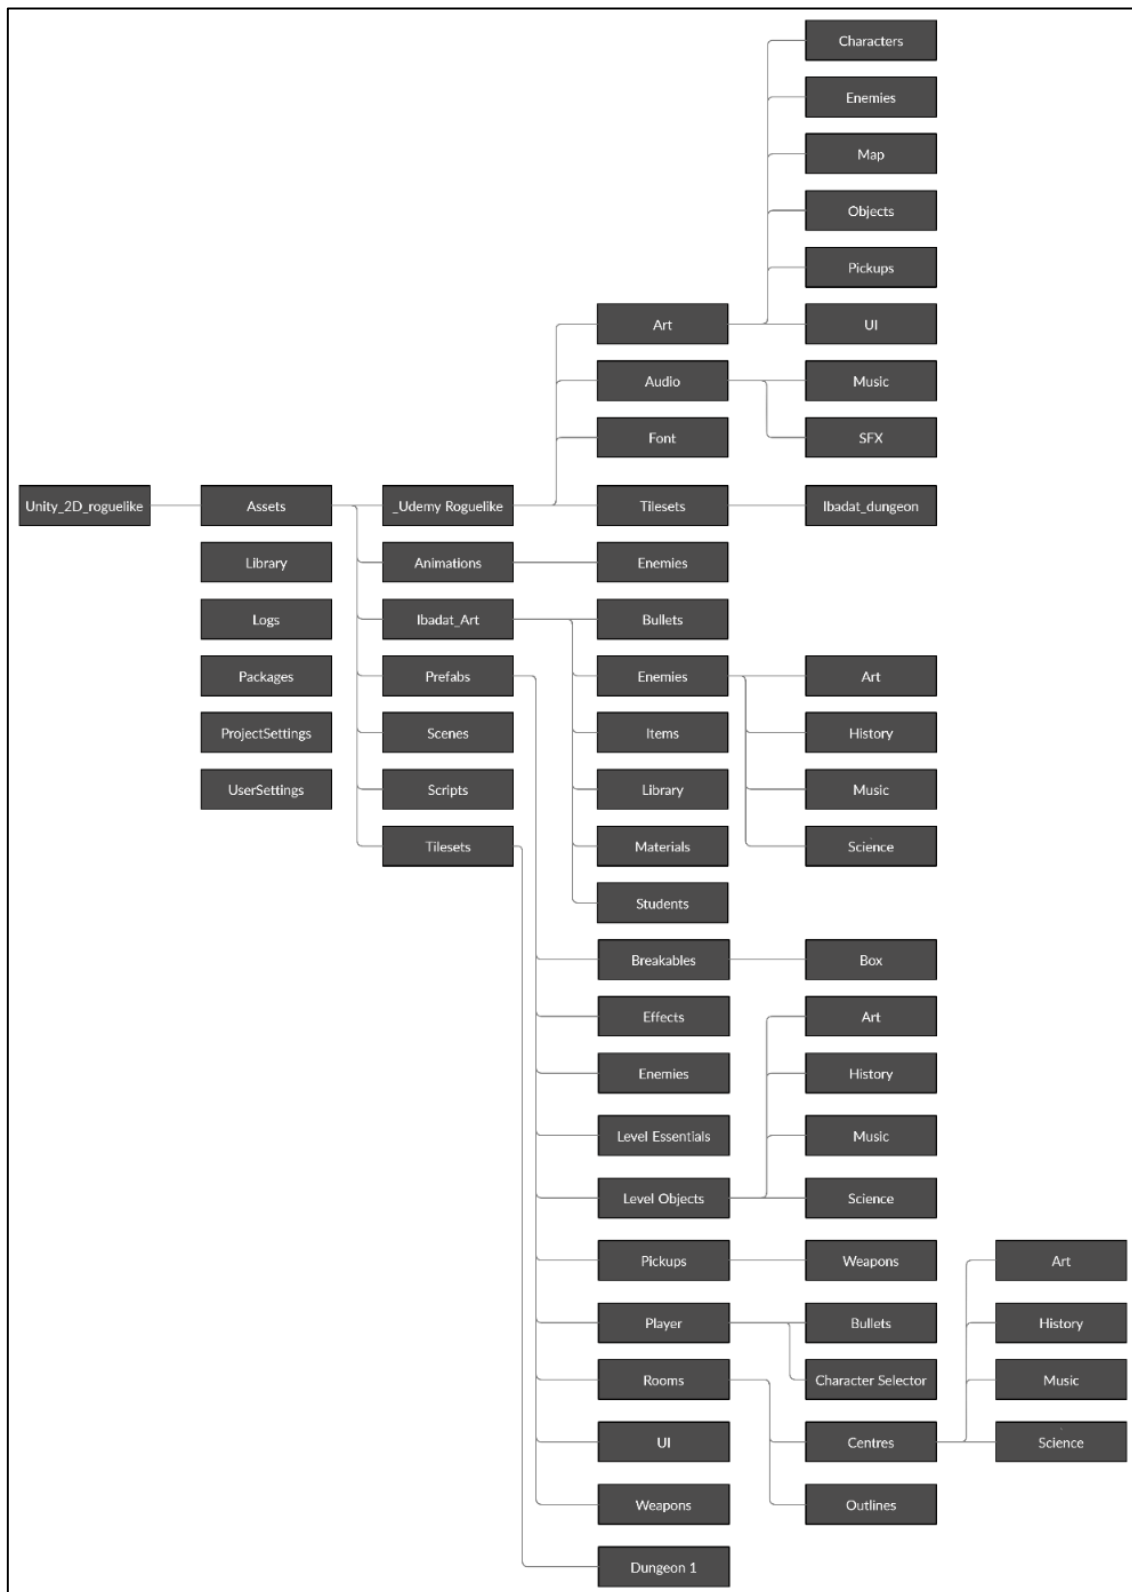 Characters
Enemies
Map
Objects
Pickups
Art
UI
Audio
Music
Font
SFX
Unity_2D_roguelike
Assets
_Udemy Roguelike
Tilesets
Ibadat_dungeon
Library
Animations
Enemies
Logs
Ibadat_Art
Bullets
Packages
Prefabs
Enemies
Art
ProjectSettings
Scenes
Items
History
UserSettings
Scripts
Library
Music
Tilesets
Materials
Science
Students
Breakables
Box
Effects
Art
Enemies
History
Level Essentials
Music
Level Objects
Science
Pickups
Weapons
Art
Player
Bullets
History
Rooms
Character Selector
Music
UI
Centres
Science
Weapons
Outlines
Dungeon 1